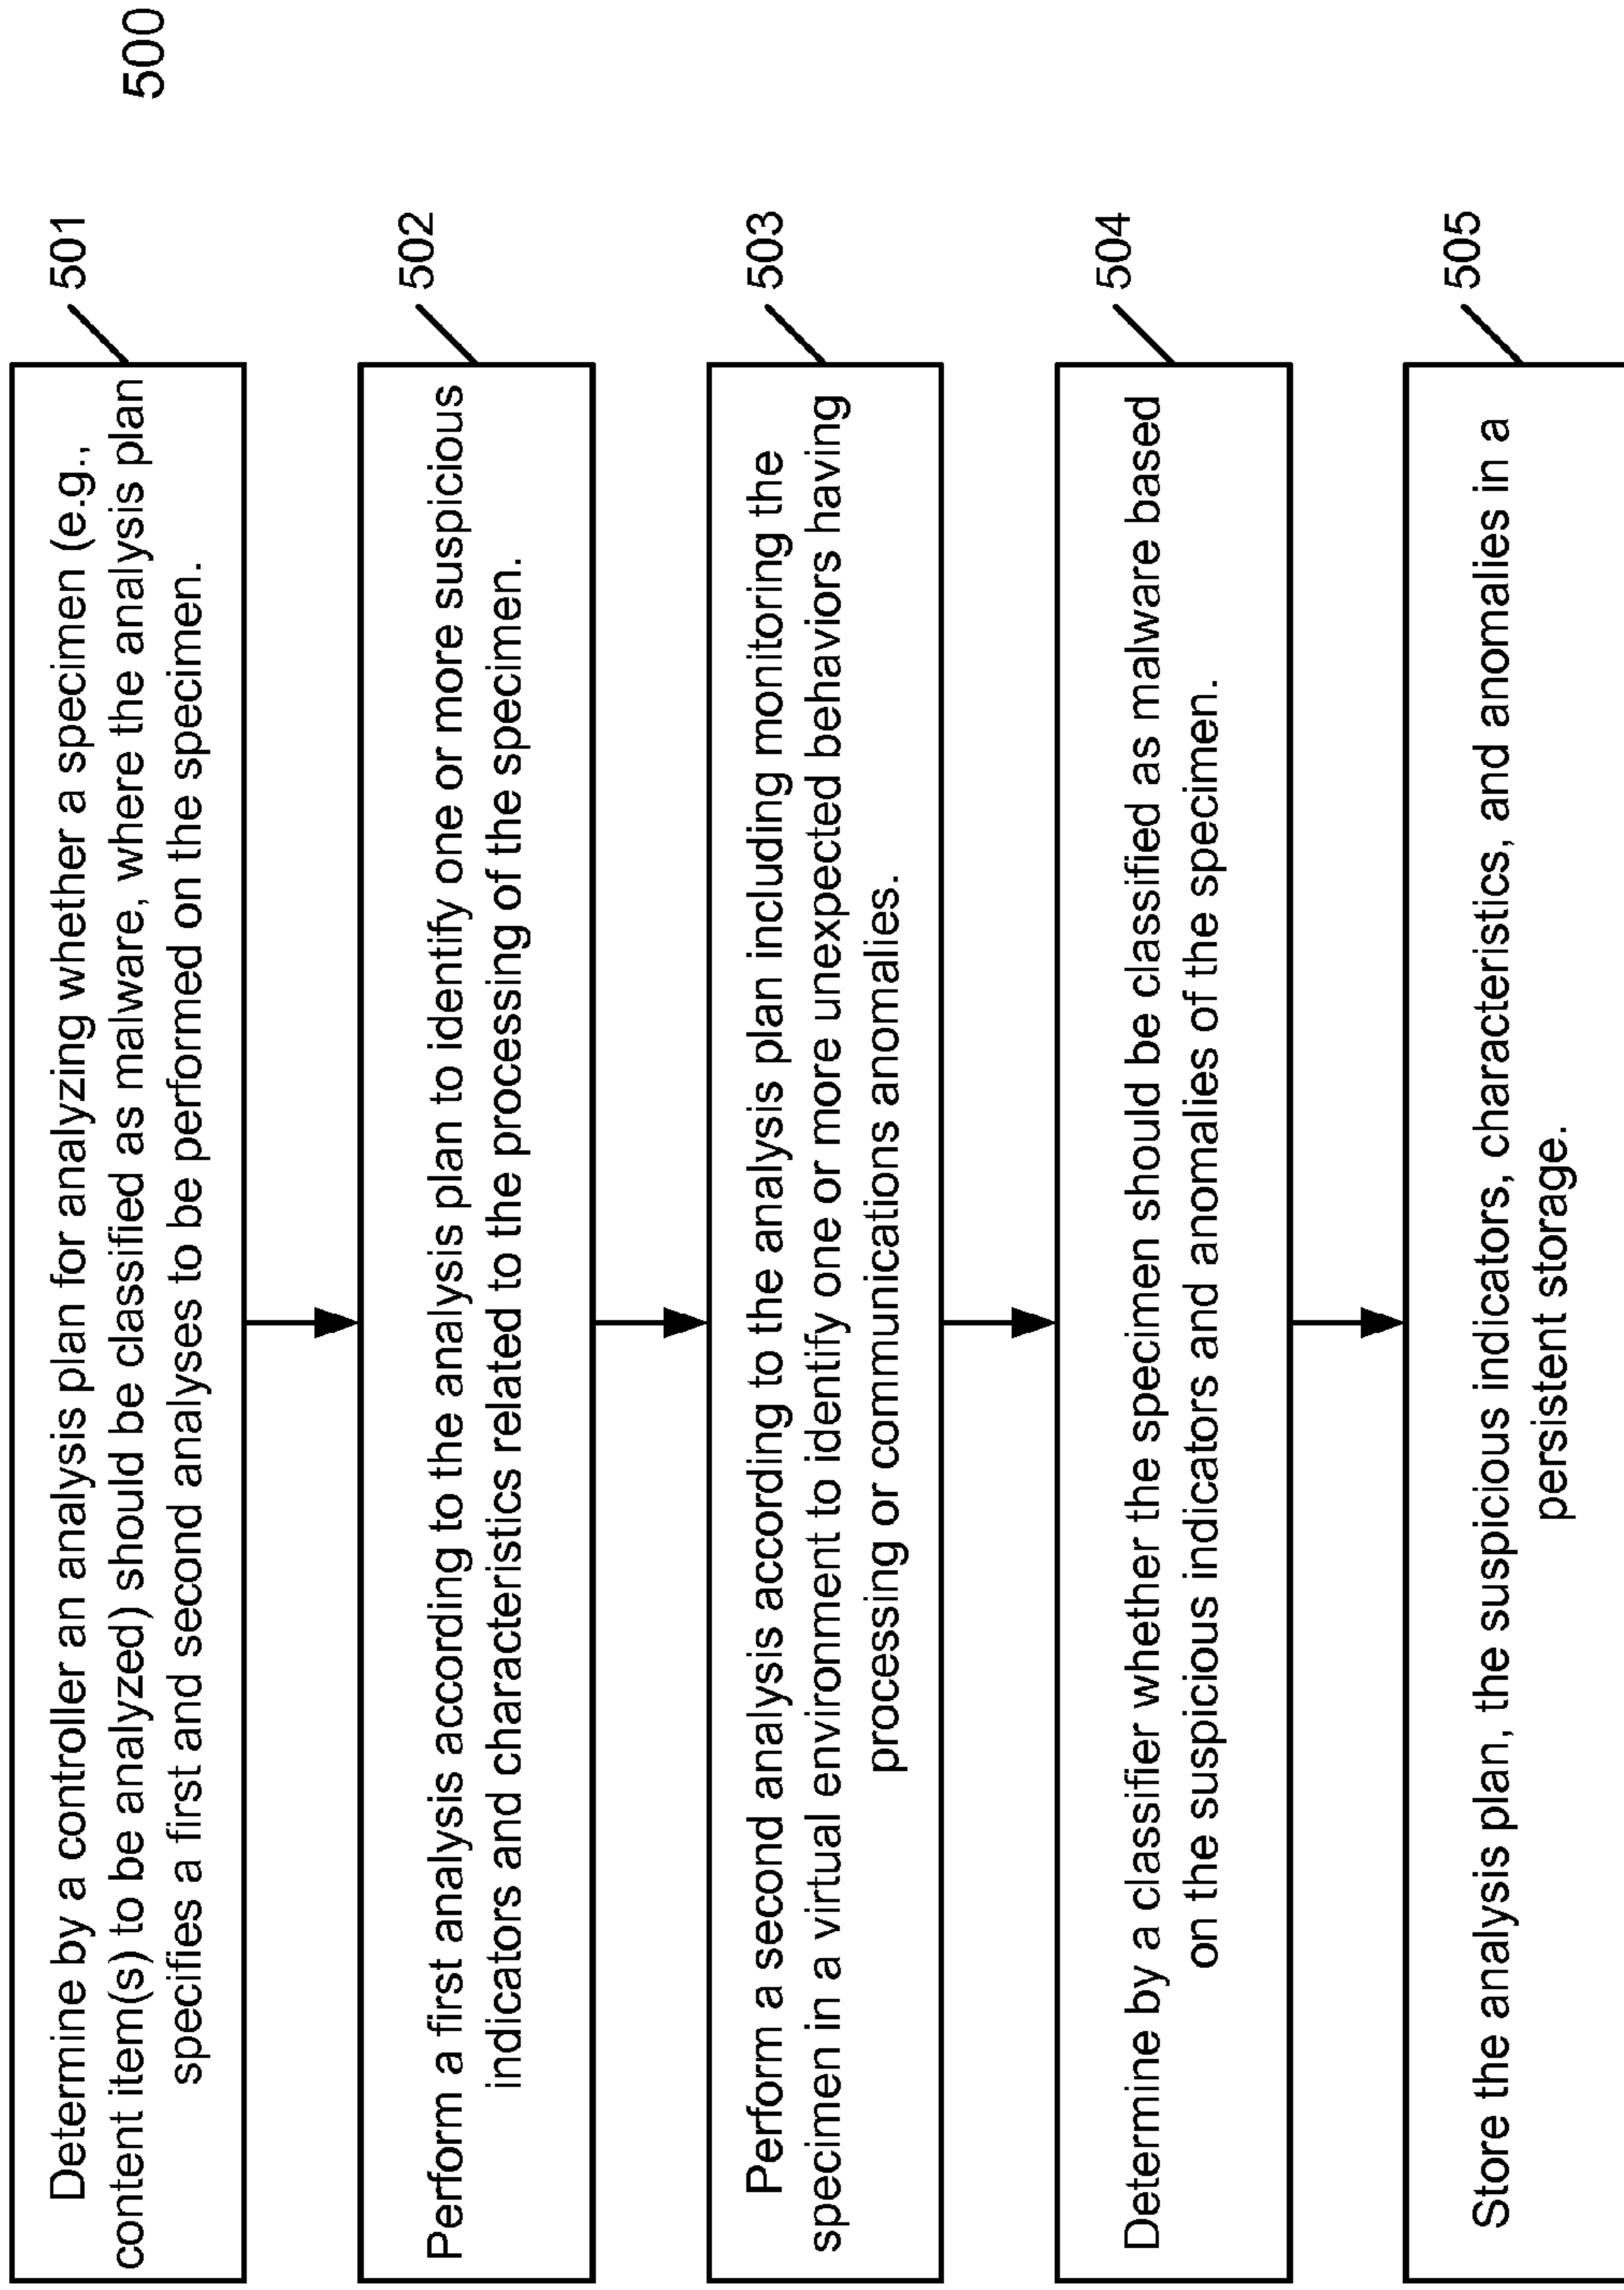 500
501
Determine by a controller an analysis plan for analyzing whether a specimen (e.g.,
content item(s) to be analyzed) should be classified as malware, where the analysis plan
specifies a first and second analyses to be performed on the specimen.
502
Perform a first analysis according to the analysis plan to identify one or more suspicious
indicators and characteristics related to the processing of the specimen.
503
Perform a second analysis according to the analysis plan including monitoring the
specimen in a virtual environment to identify one or more unexpected behaviors having
processing or communications anomalies.
504
Determine by a classifier whether the specimen should be classified as malware based
on the suspicious indicators and anomalies of the specimen.
505
Store the analysis plan, the suspicious indicators, characteristics, and anomalies in a
persistent storage.